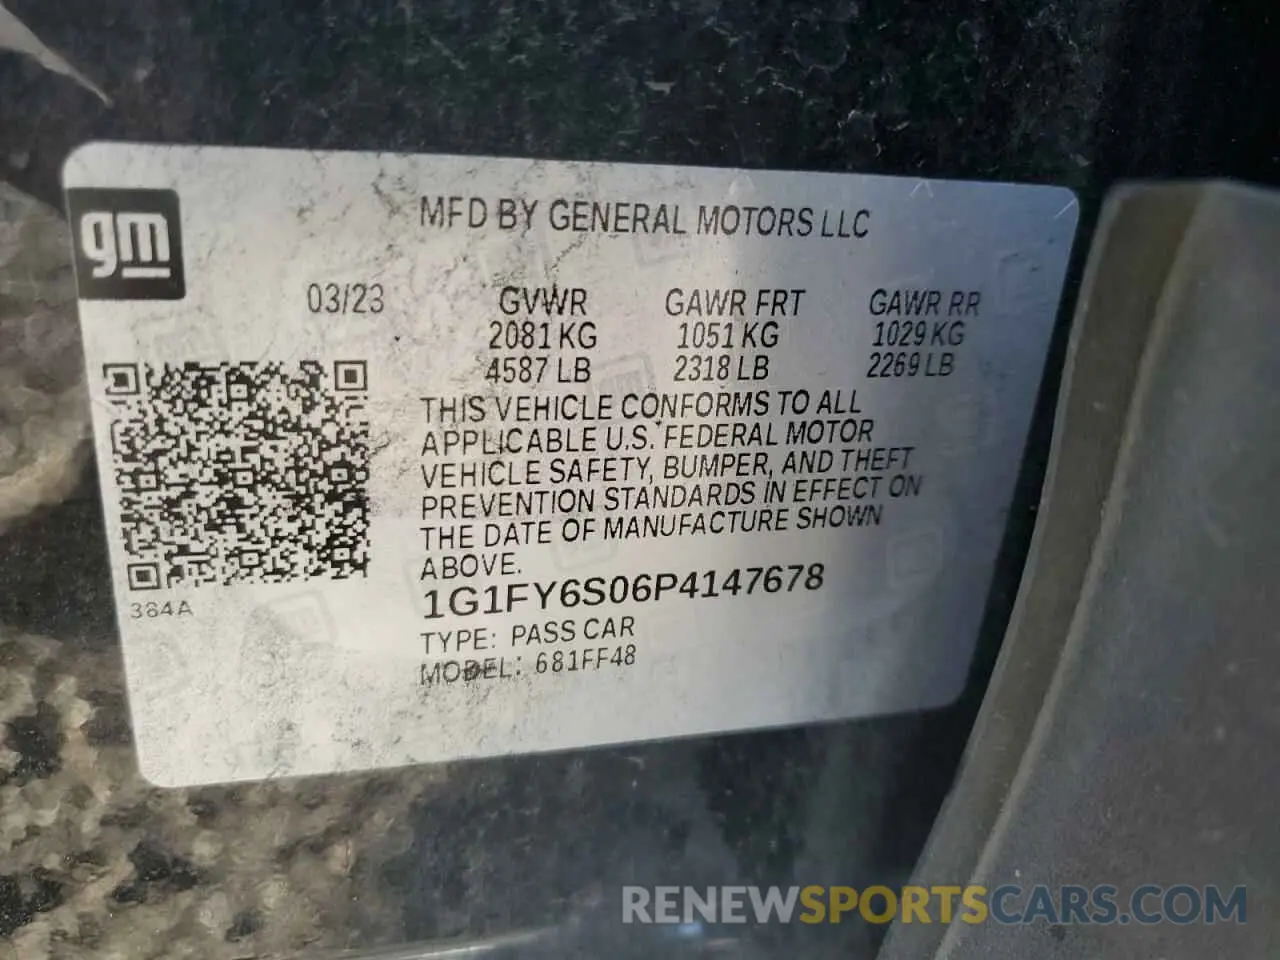 gm
MFD BY GENERAL MOTORS LLC
03/23 GVWR GAWR FRT GAWR RR
2081 KG 1051 KG 1029 KG
4587 LB 2318 LB 2269 LB
THIS VEHICLE CONFORMS TO ALL
APPLICABLE U.S. FEDERAL MOTOR
VEHICLE SAFETY, BUMPER, AND THEFT
PREVENTION STANDARDS IN EFFECT ON
THE DATE OF MANUFACTURE SHOWN
ABOVE.
1G1FY6S06P4147678
384A
TYPE: PASS CAR
MODEL: 681FF48
RENEWSPORTSCARS.COM